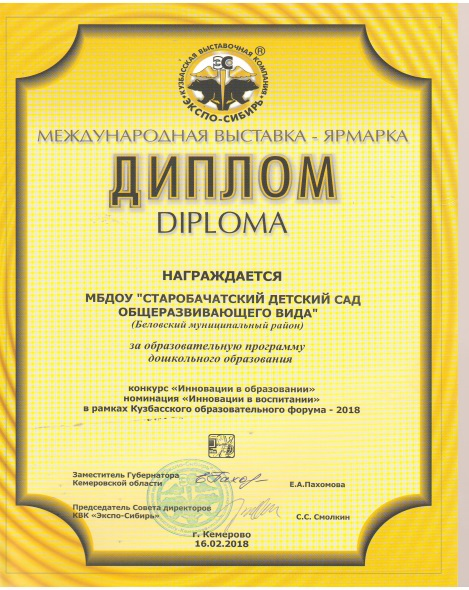 КУЗБАССКАЯ ВЫСТАВОЧНАЯ КОМПАНИЯ
®
ЭС
• ЭКСПО-СИБИРЬ •
МЕЖДУНАРОДНАЯ ВЫСТАВКА - ЯРМАРКА
ДИПЛОМ
DIPLOMA
НАГРАЖДАЕТСЯ
МБДОУ "СТАРОБАЧАТСКИЙ ДЕТСКИЙ САД
ОБЩЕРАЗВИВАЮЩЕГО ВИДА"
(Беловский муниципальный район)
за образовательную программу
дошкольного образования
конкурс «Инновации в образовании»
номинация «Инновации в воспитании»
в рамках Кузбасского образовательного форума - 2018
Заместитель Губернатора
Кемеровской области
Е.А.Пахомова
Председатель Совета директоров
КВК «Экспо-Сибирь»
С.С. Смолкин
г. Кемерово
16.02.2018